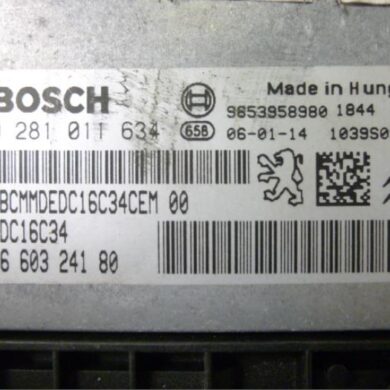 BOSCH
Made in Hung
9653958980 1844
281 011 634
658
06-01-14 1039S0
BCMMDEDC16C34CEM 00
DC16C34
6 603 241 80